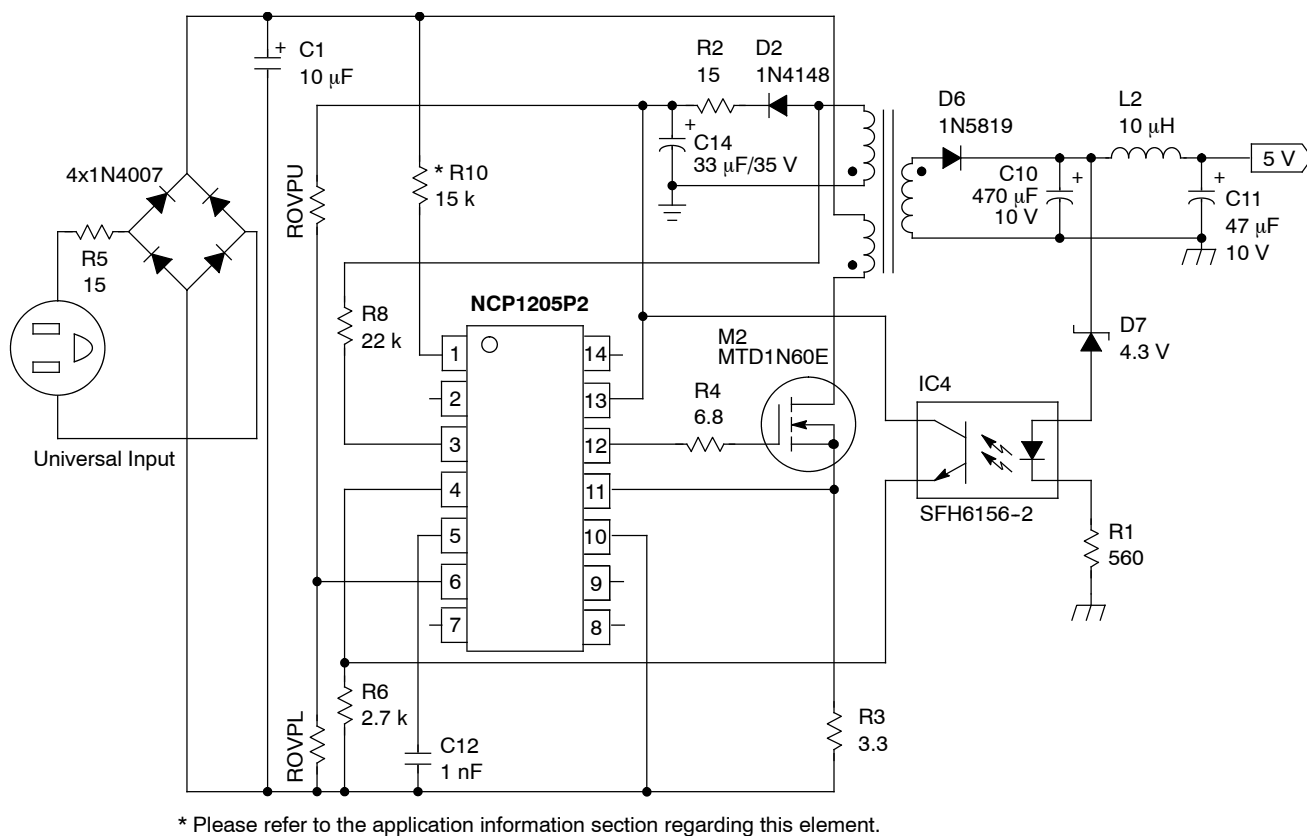 C1
10 µF
+
4x1N4007
R5
15
Universal Input
* R10
15 k
ROVPU
R8
22 k
R2
15
D2
1N4148
+
C14
33 µF/35 V
D6
1N5819
L2
10 µH
5 V
C10
470 µF
10 V
+
+
C11
47 µF
10 V
NCP1205P2
1
2
3
4
5
6
7
14
13
12
11
10
9
8
M2
MTD1N60E
R4
6.8
D7
4.3 V
IC4
SFH6156-2
R1
560
R6
2.7 k
ROVPL
C12
1 nF
R3
3.3
* Please refer to the application information section regarding this element.